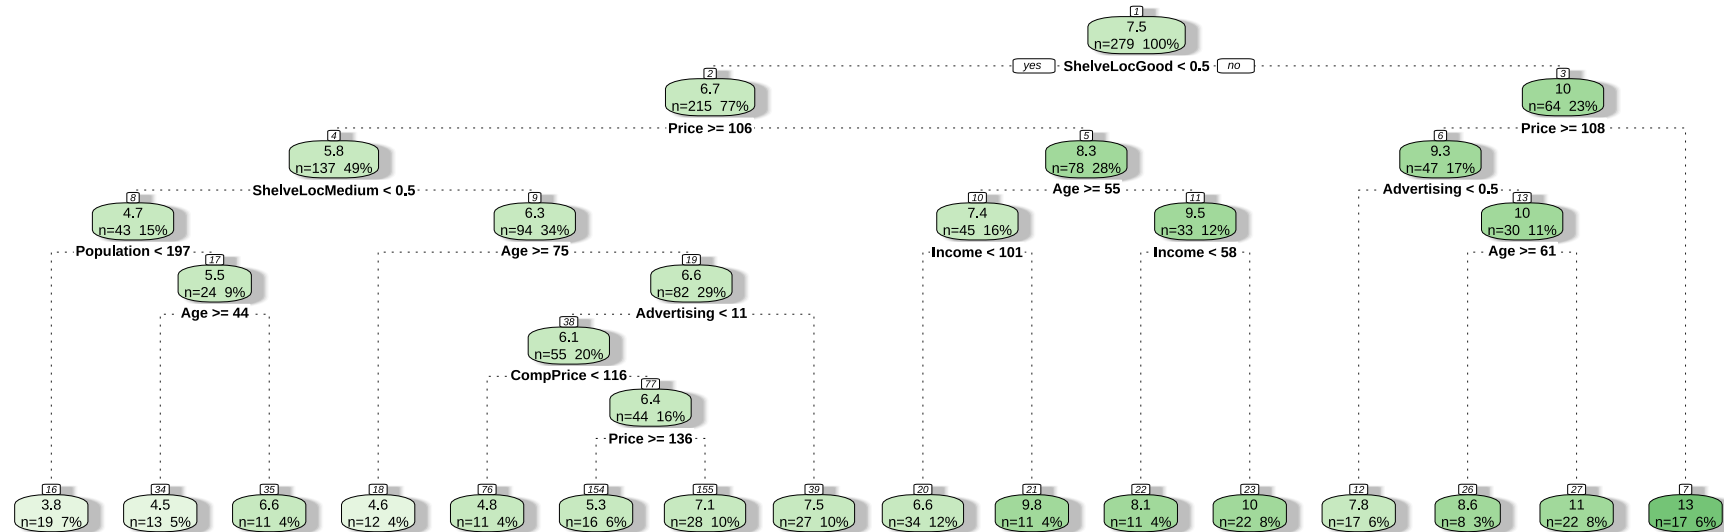 1
7.5
n=279 100%
yes ShelveLocGood < 0.5 no
2
6.7
n=215 77%
3
10
n=64 23%
Price >= 106
Price >= 108
4
5.8
n=137 49%
5
8.3
n=78 28%
6
9.3
n=47 17%
ShelveLocMedium < 0.5
Age >= 55
Advertising < 0.5
8
4.7
n=43 15%
9
6.3
n=94 34%
10
7.4
n=45 16%
11
9.5
n=33 12%
13
10
n=30 11%
Population < 197
Age >= 75
Income < 101
Income < 58
Age >= 61
17
5.5
n=24 9%
19
6.6
n=82 29%
Age >= 44
Advertising < 11
38
6.1
n=55 20%
CompPrice < 116
77
6.4
n=44 16%
Price >= 136
16
3.8
n=19 7%
34
4.5
n=13 5%
35
6.6
n=11 4%
18
4.6
n=12 4%
76
4.8
n=11 4%
154
5.3
n=16 6%
155
7.1
n=28 10%
39
7.5
n=27 10%
20
6.6
n=34 12%
21
9.8
n=11 4%
22
8.1
n=11 4%
23
10
n=22 8%
12
7.8
n=17 6%
26
8.6
n=8 3%
27
11
n=22 8%
7
13
n=17 6%